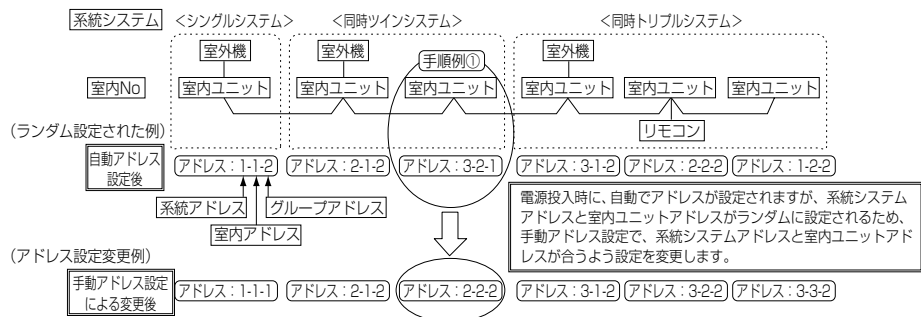 系統システム <シングルシステム> <同時ツインシステム> <同時トリプルシステム>
室外機 室外機 手順例① 室外機
室内No 室内ユニット 室内ユニット 室内ユニット 室内ユニット 室内ユニット 室内ユニット
リモコン
(ランダム設定された例)
自動アドレス
設定後
アドレス：1-1-2 アドレス：2-1-2 アドレス：3-2-1 アドレス：3-1-2 アドレス：2-2-2 アドレス：1-2-2
系統アドレス グループアドレス
室内アドレス
電源投入時に、自動でアドレスが設定されますが、系統システム
アドレスと室内ユニットアドレスがランダムに設定されるため、
手動アドレス設定で、系統システムアドレスと室内ユニットアド
レスが合うよう設定を変更します。
(アドレス設定変更例)
手動アドレス設定
による変更後
アドレス：1-1-1 アドレス：2-1-2 アドレス：2-2-2 アドレス：3-1-2 アドレス：3-2-2 アドレス：3-3-2